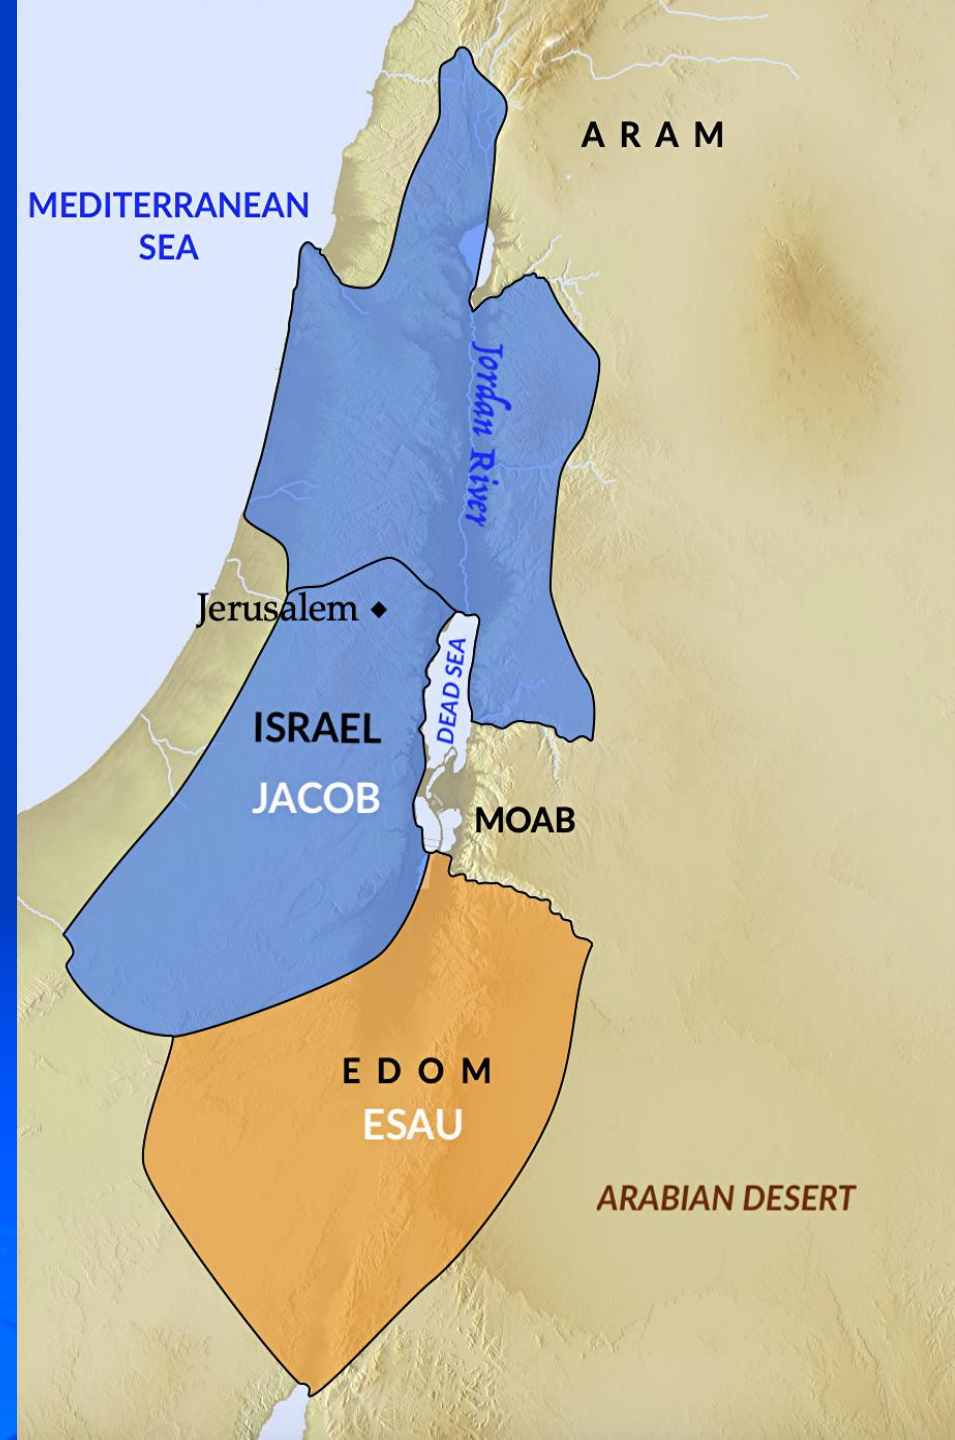 ARAM
MEDITERRANEAN
SEA
Jordan River
Jerusalem
DEAD SEA
ISRAEL
JACOB
MOAB
EDOM
ESAU
ARABIAN DESERT